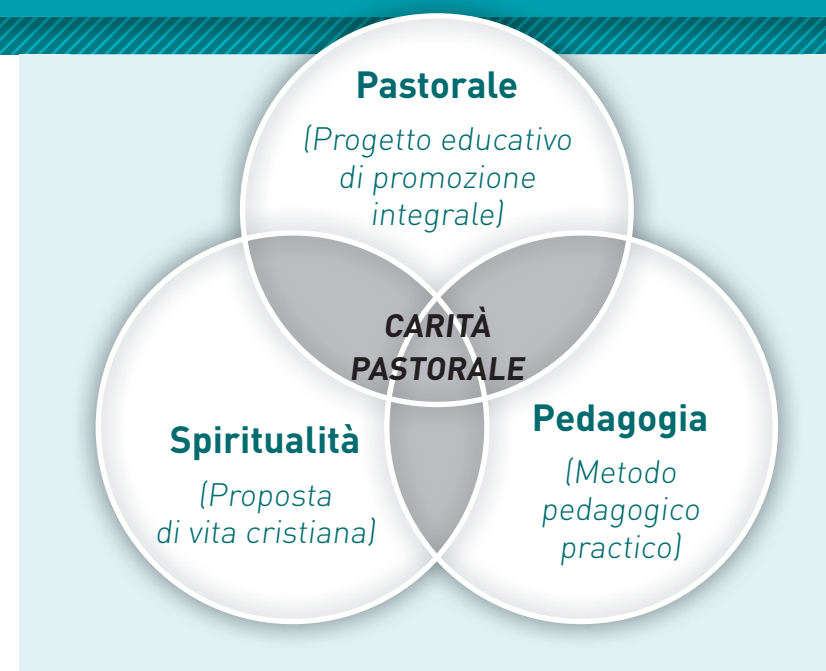 Pastorale
(Progetto educativo
di promozione
integrale)
CARITÀ
PASTORALE
Spiritualità
(Proposta
di vita cristiana)
Pedagogia
(Metodo
pedagogico
practico)